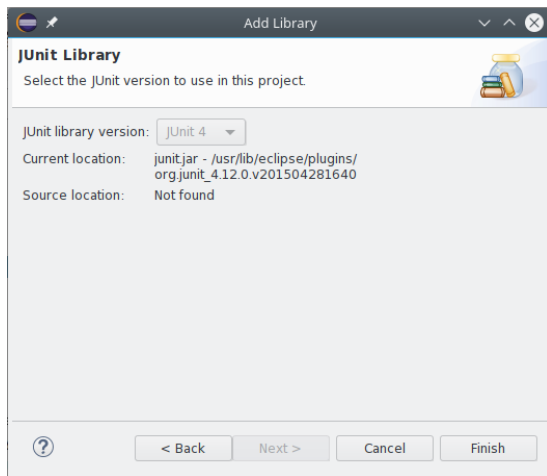 Add Library
JUnit Library
Select the JUnit version to use in this project.
JUnit library version: JUnit 4
Current location: junit.jar - /usr/lib/eclipse/plugins/
org.junit_4.12.0.v201504281640
Source location: Not found
? < Back Next > Cancel Finish